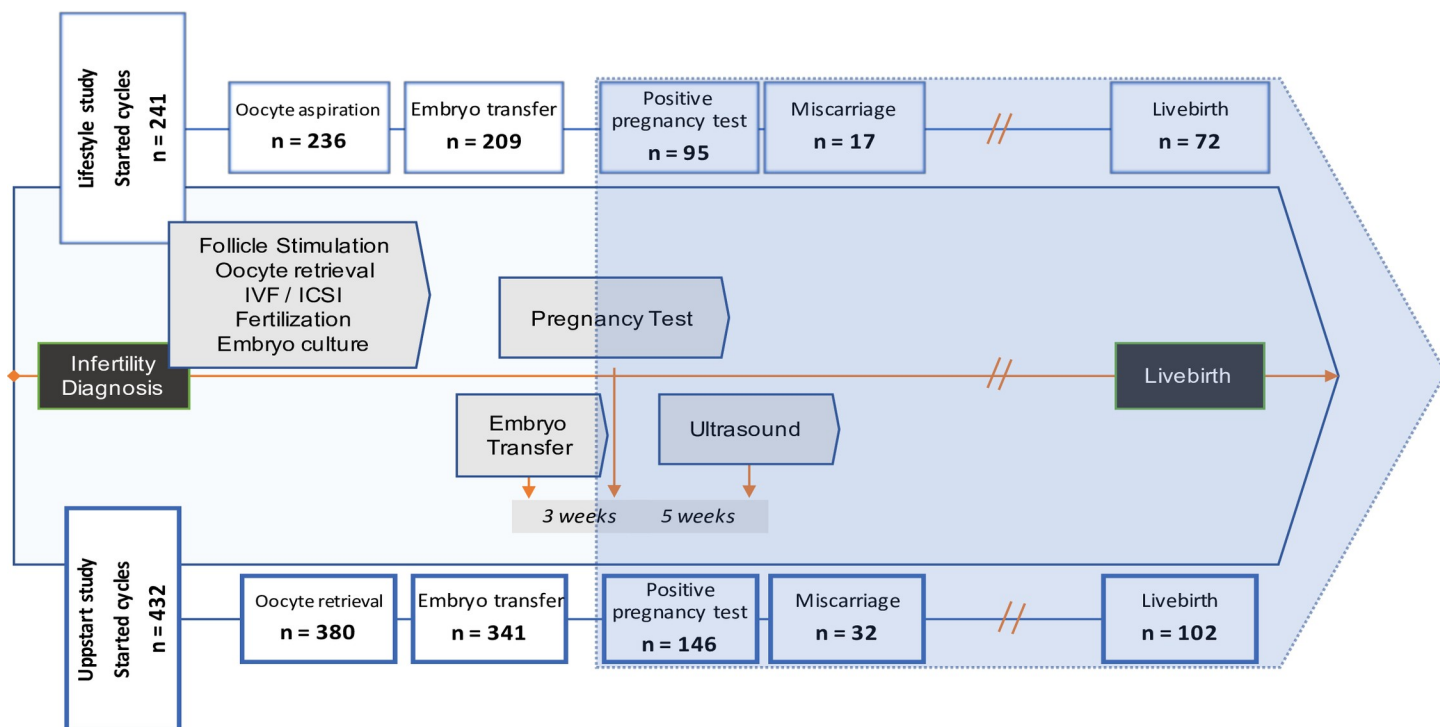 Lifestyle study
Started cycles
n = 241
Oocyte aspiration
n = 236
Embryo transfer
n = 209
Positive
pregnancy test
n = 95
Miscarriage
n = 17
Livebirth
n = 72
Follicle Stimulation
Oocyte retrieval
IVF / ICSI
Fertilization
Embryo culture
Pregnancy Test
Infertility
Diagnosis
Livebirth
Embryo
Transfer
Ultrasound
3 weeks
5 weeks
Uppstart study
Started cycles
n = 432
Oocyte retrieval
n = 380
Embryo transfer
n = 341
Positive
pregnancy test
n = 146
Miscarriage
n = 32
Livebirth
n = 102